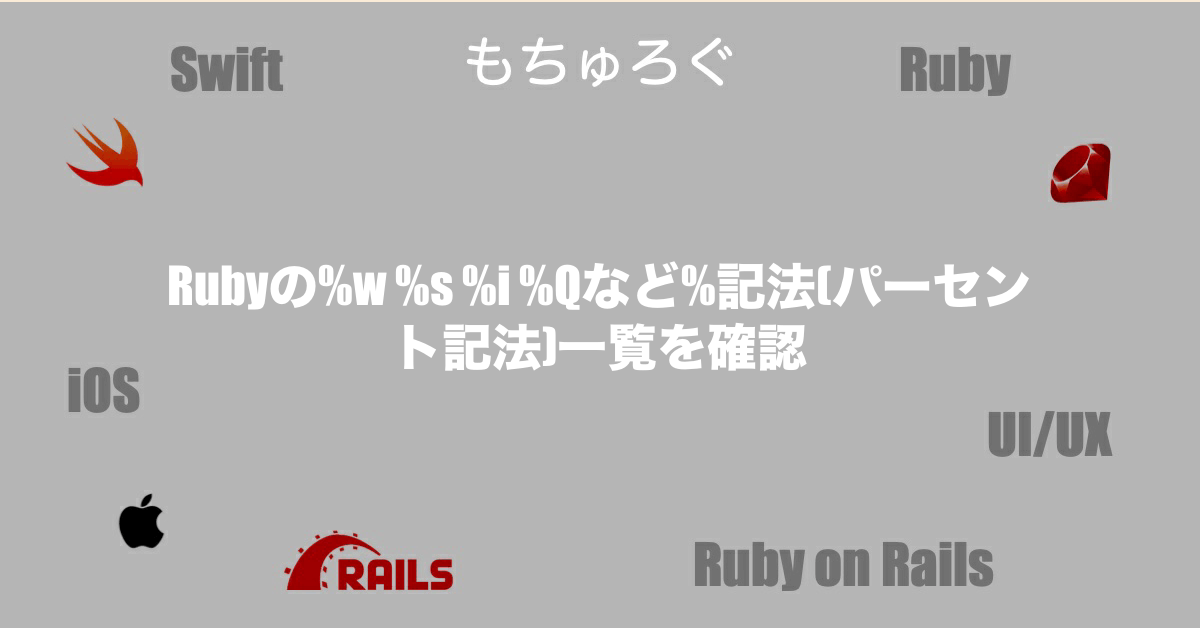 Swift
もちゅろぐ
Ruby
Rubyの%w %s %i %Qなど%記法(パーセン
ト記法)一覧を確認
iOS
UI/UX
RAILS
Ruby on Rails